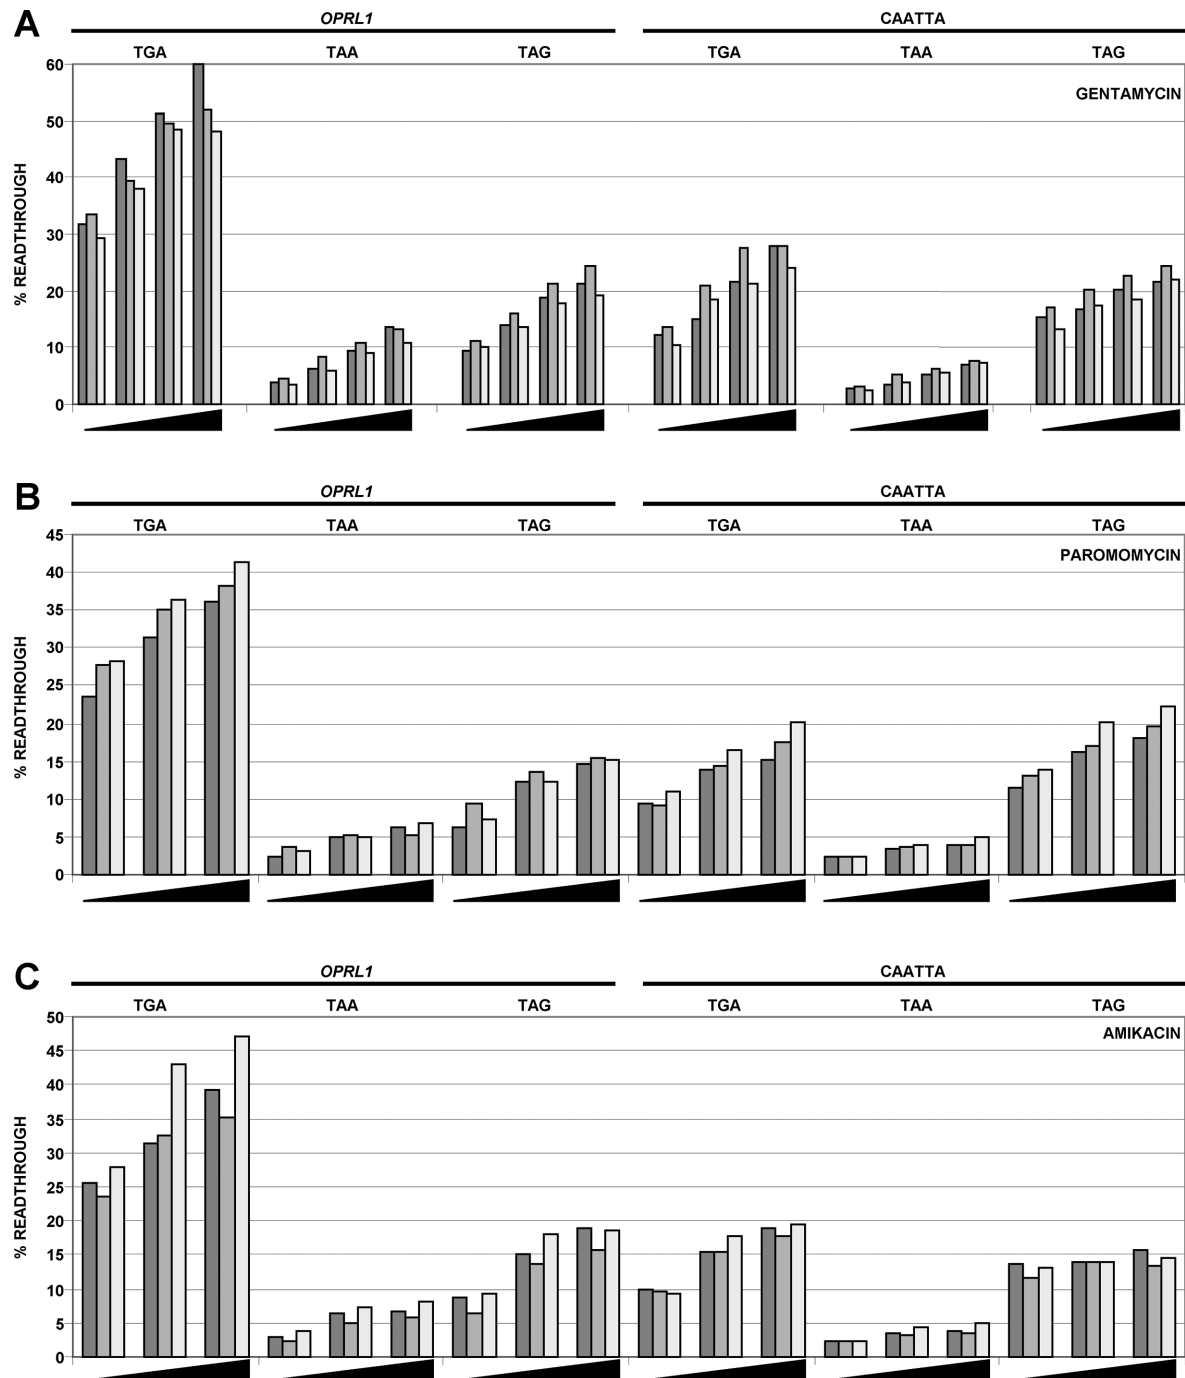 A
OPRL1 CAATTA
TGA TAA TAG TGA TAA TAG
GENTAMYCIN
% READTHROUGH
60
50
40
30
20
10
0
B
OPRL1 CAATTA
TGA TAA TAG TGA TAA TAG
PAROMOMYCIN
% READTHROUGH
45
40
35
30
25
20
15
10
5
0
C
OPRL1 CAATTA
TGA TAA TAG TGA TAA TAG
AMIKACIN
% READTHROUGH
50
45
40
35
30
25
20
15
10
5
0